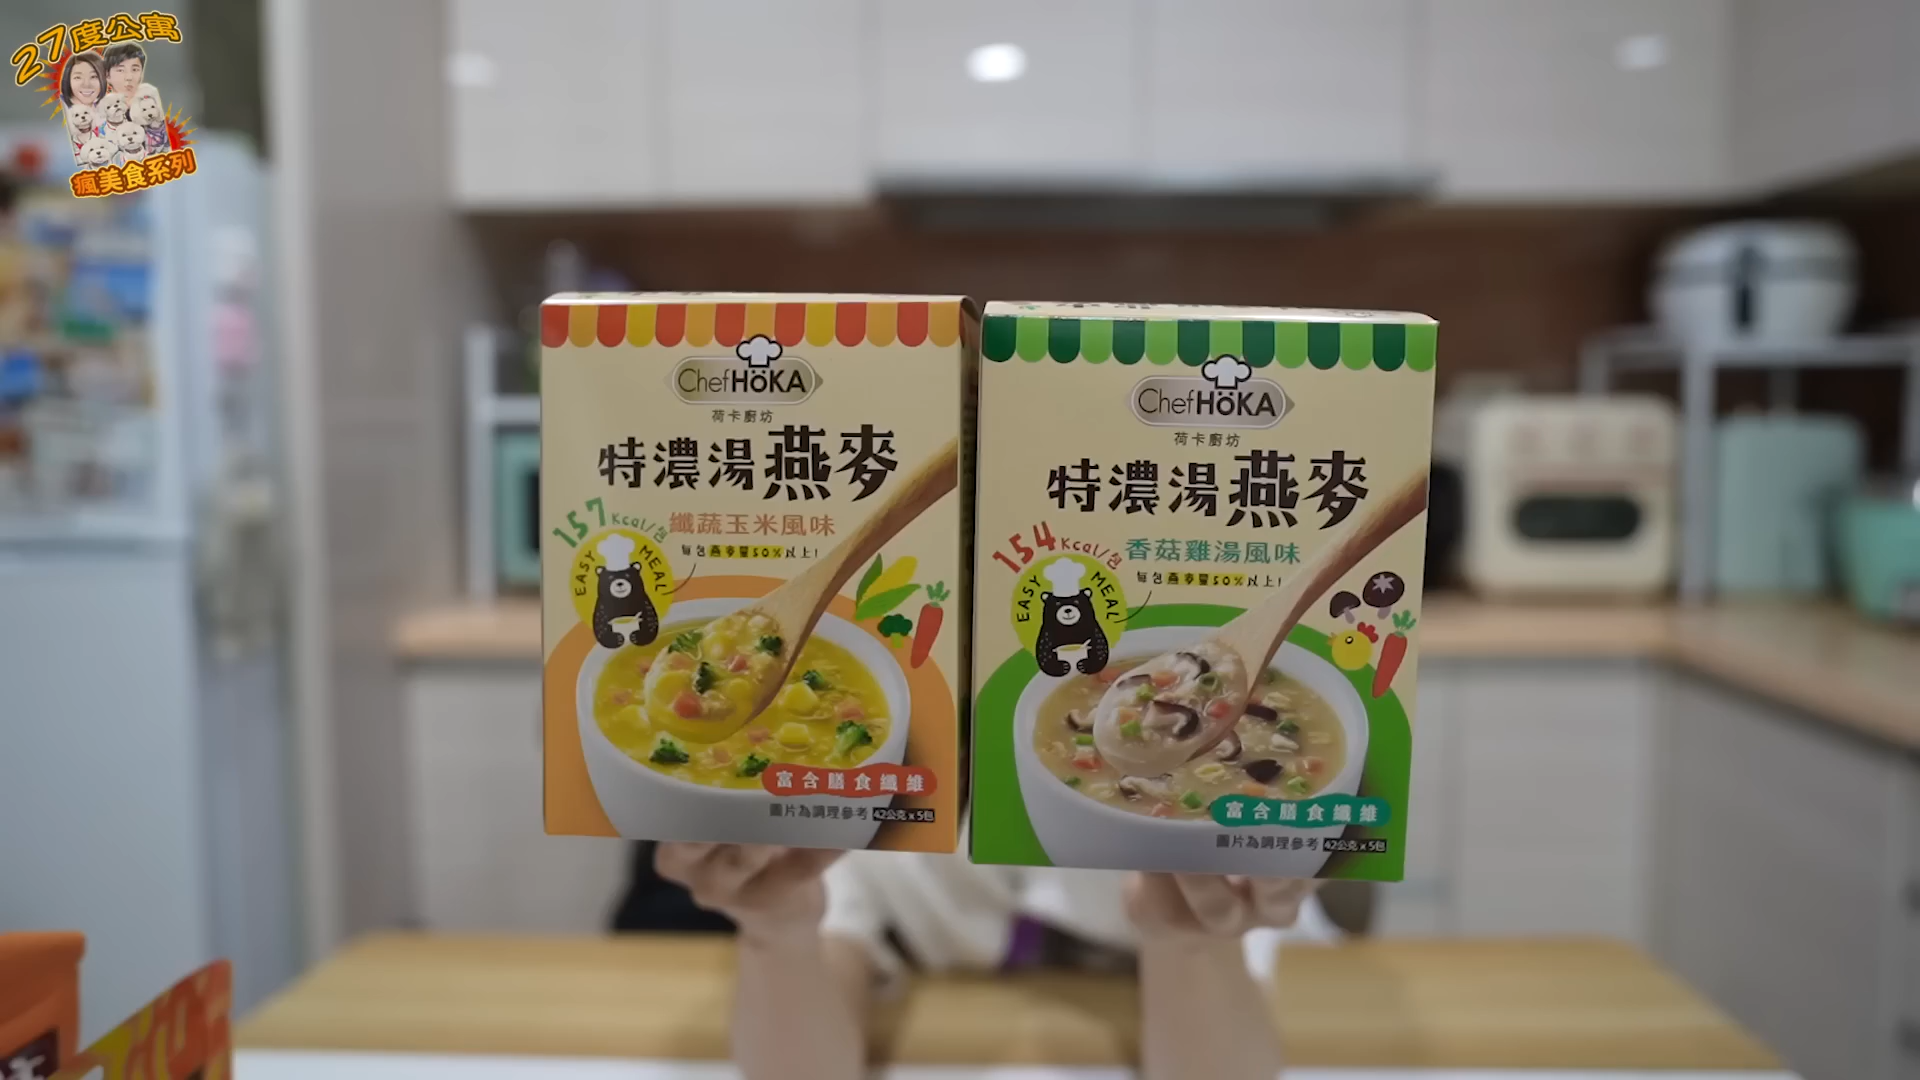 27度公寓
瘋美食系列
ChefHöKA
荷卡廚坊
特濃湯燕麥
157Kcal/包
纖蔬玉米風味
每包燕麥量50%以上!
EASY MEAL
富含膳食纖維
圖片為調理參考 42公克x5包
ChefHöKA
荷卡廚坊
特濃湯燕麥
154Kcal/包
香菇雞湯風味
每包燕麥量50%以上!
EASY MEAL
富含膳食纖維
圖片為調理參考 42公克x5包